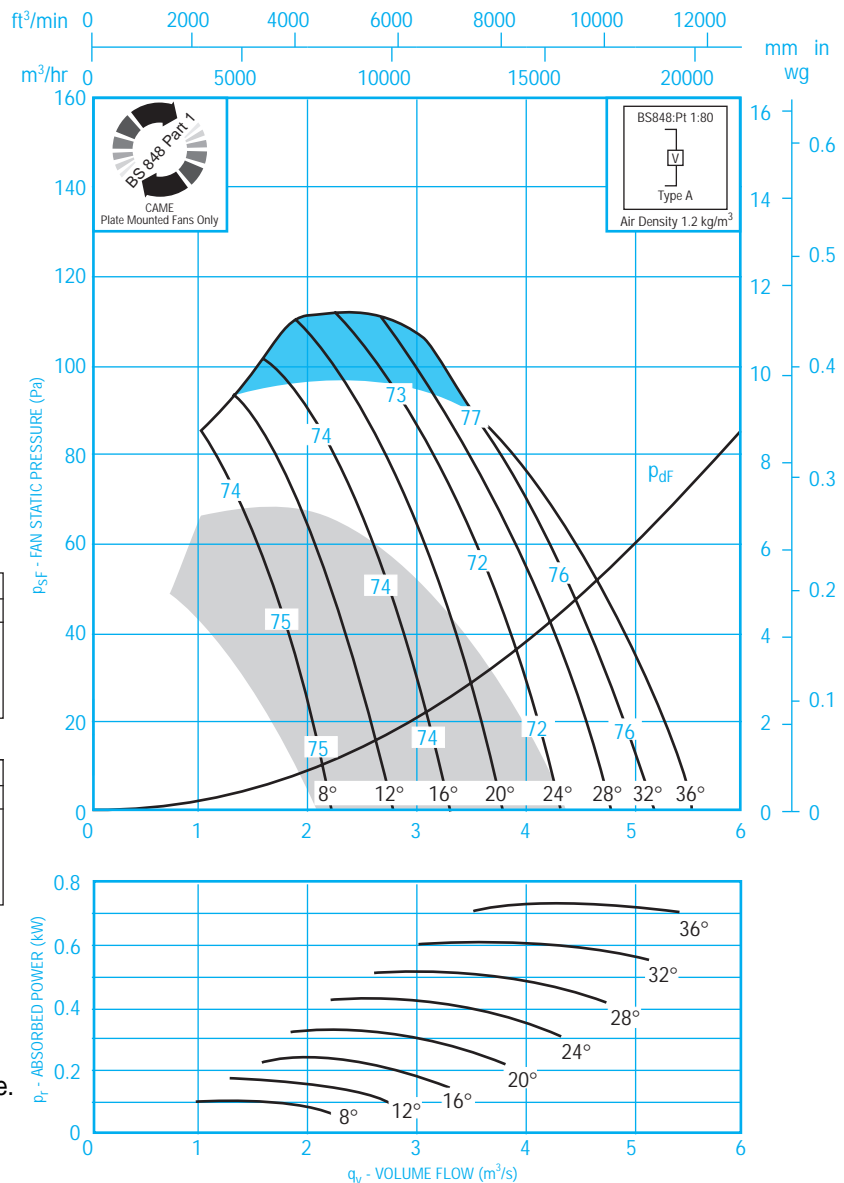 ft³/min 0 2000 4000 6000 8000 10000 12000
m³/hr 0 5000 10000 15000 20000
mm in
wg
160 140 120 100 80 60 40 20 0
p_SF - FAN STATIC PRESSURE (Pa)
16 14 12 10 8 6 4 2 0
0.6 0.5 0.4 0.3 0.2 0.1 0
BS 848 Part 1
CAME
Plate Mounted Fans Only
BS848:Pt 1:80
V
Type A
Air Density 1.2 kg/m³
73
77
74
p_dF
74
72
76
74
75
72
76
74
75
8° 12° 16° 20° 24° 28° 32° 36°
0 1 2 3 4 5 6
0.8 0.6 0.4 0.2 0
p_r - ABSORBED POWER (kW)
36°
32°
28°
24°
20°
16°
12°
8°
e.
0 1 2 3 4 5 6
q_v - VOLUME FLOW (m³/s)